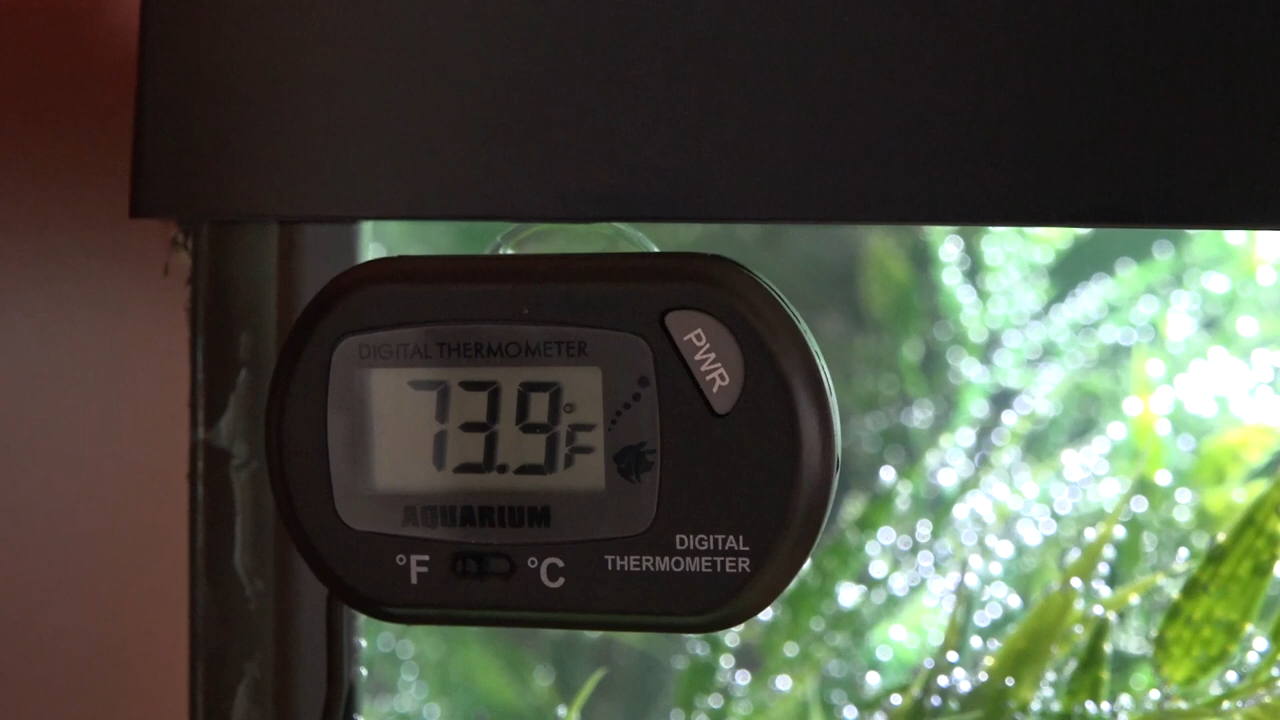 DIGITAL THERMOMETER
PWR
73.9°F
AQUARIUM
°F °C
DIGITAL
THERMOMETER